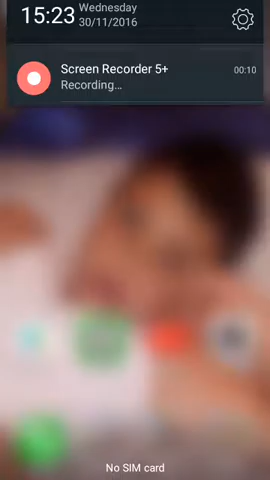 15:23
Wednesday
30/11/2016
Screen Recorder 5+
00:10
Recording...
No SIM card